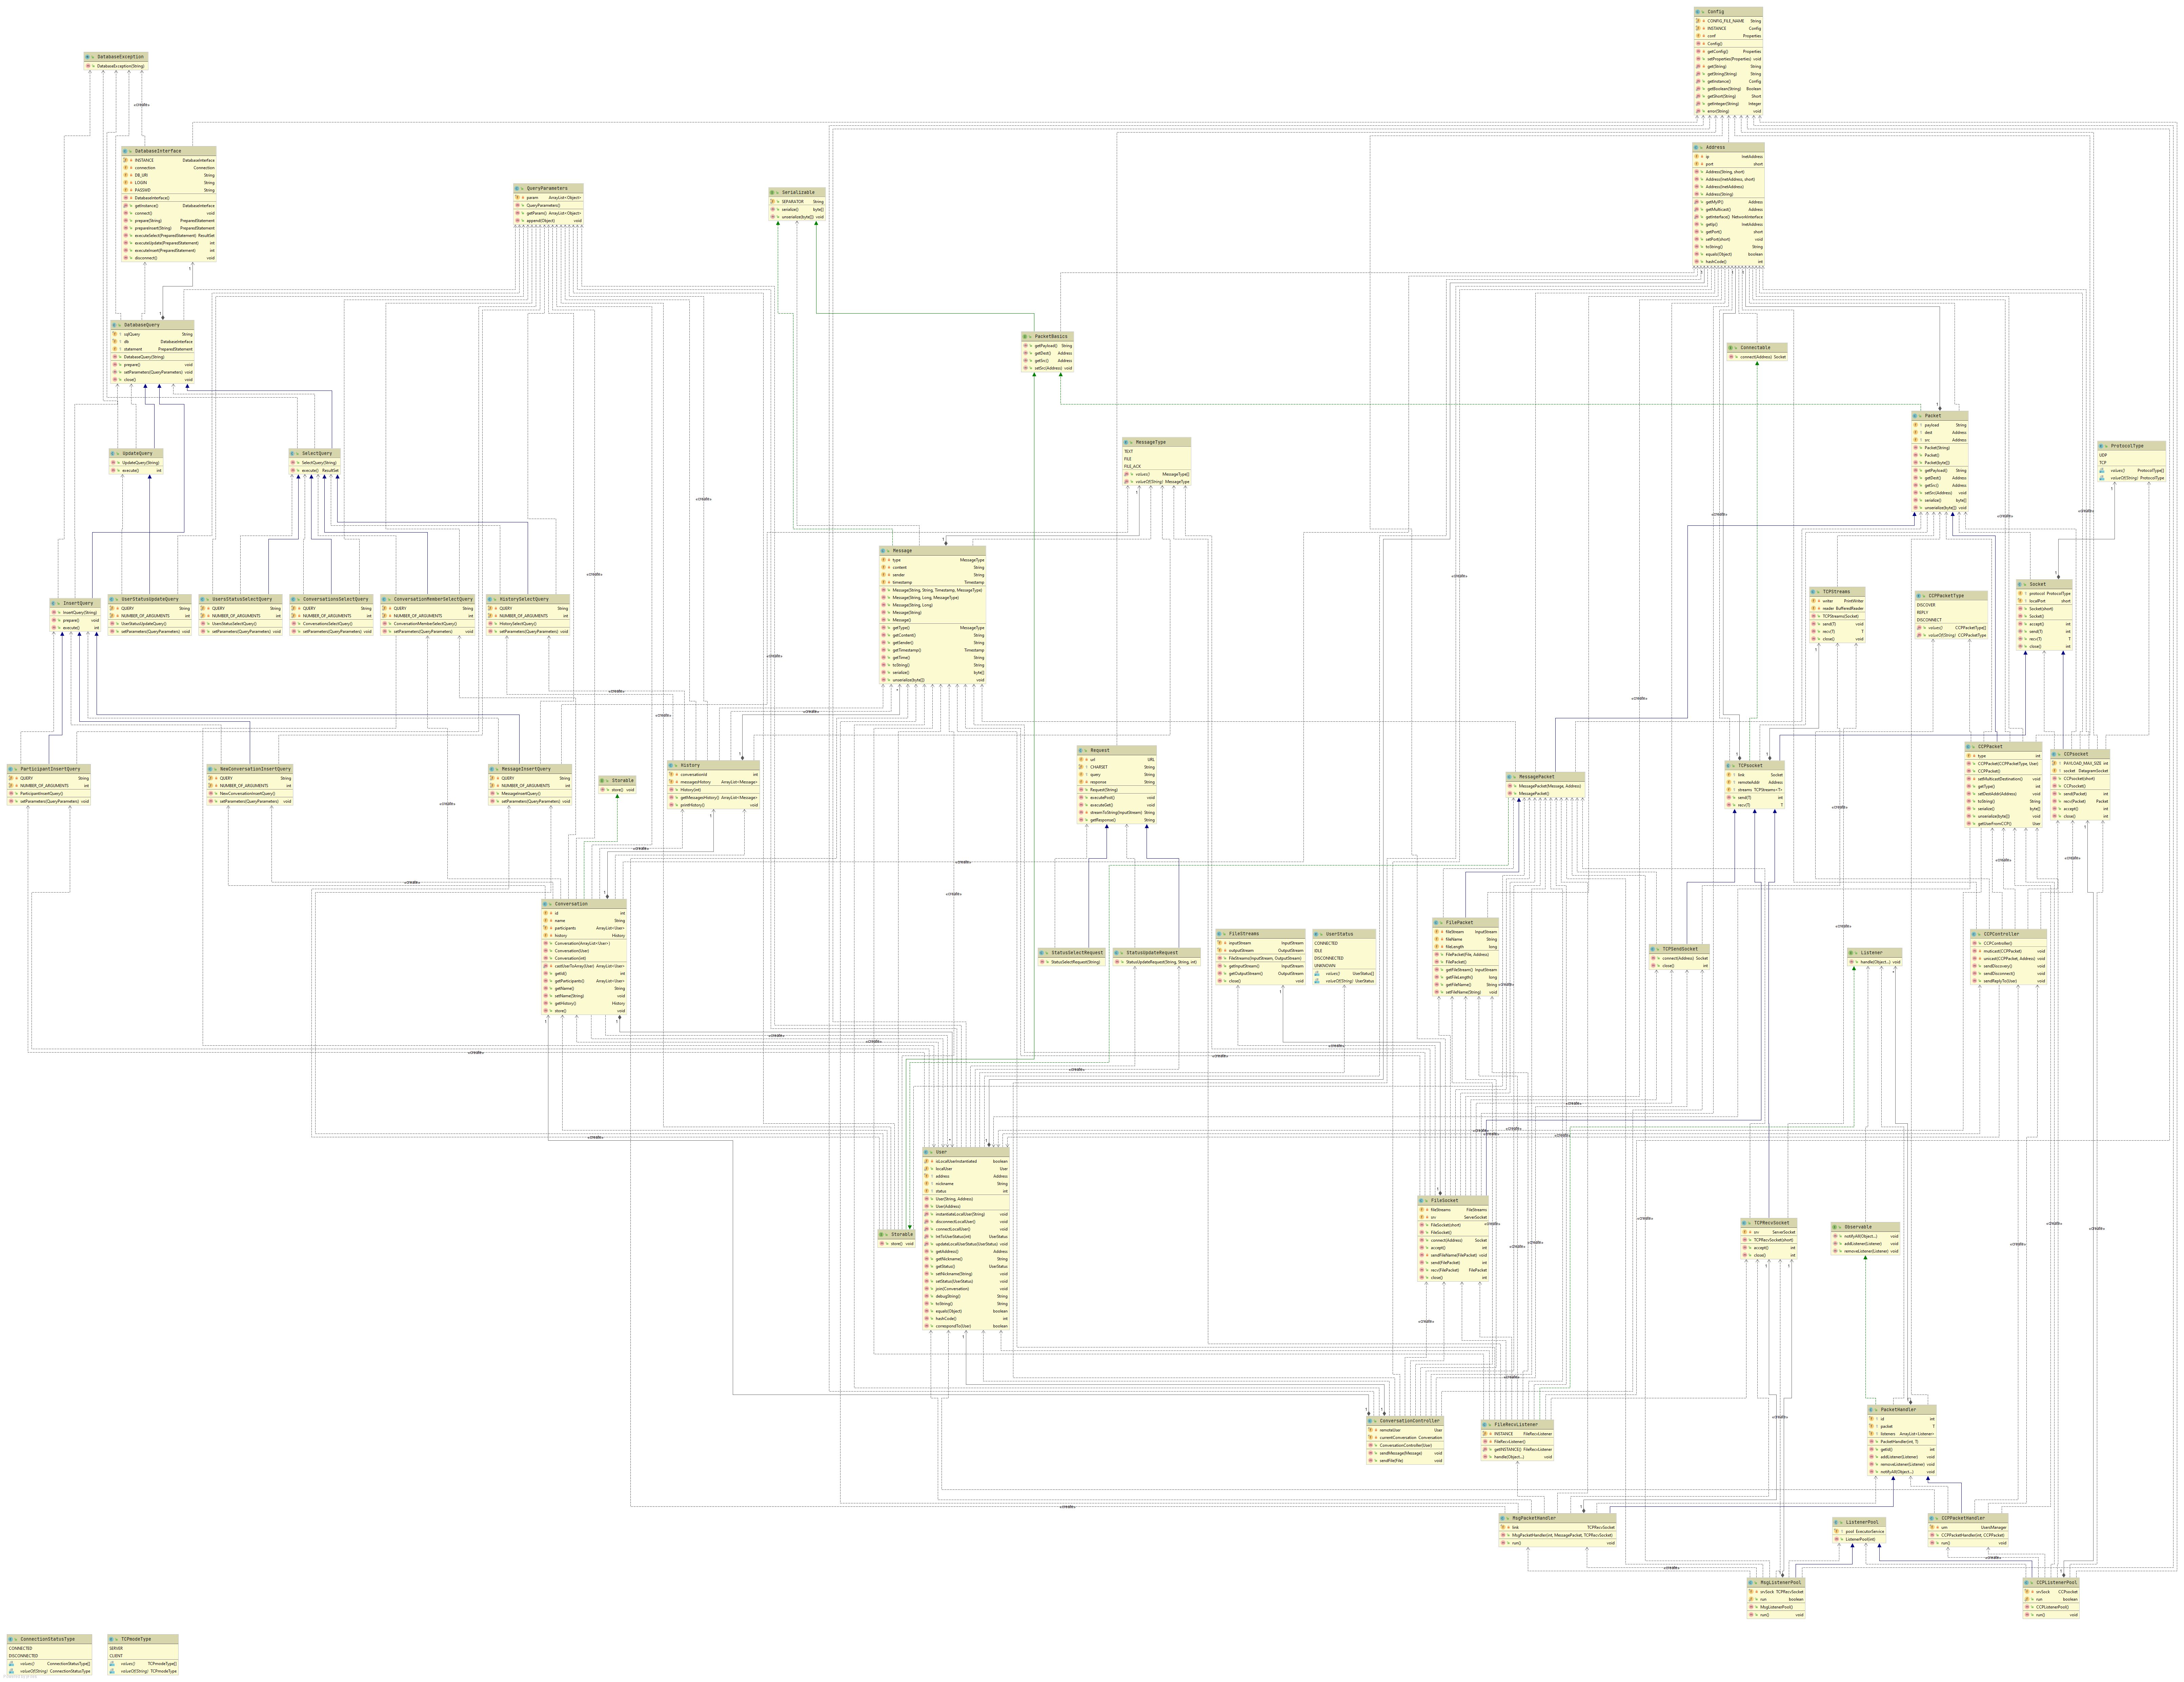 Config
CONFIG_FILE_NAME String
INSTANCE Config
conf Properties
Config()
getConfig() Properties
setProperties(Properties) void
get(String) String
getString(String) String
getInstance() Config
getBoolean(String) Boolean
getShort(String) Short
getInteger(String) Integer
error(String) void
DatabaseException
DatabaseException(String)
«create»
DatabaseInterface
INSTANCE DatabaseInterface
connection Connection
DB_URI String
LOGIN String
PASSWD String
DatabaseInterface()
getInstance() DatabaseInterface
connect() void
prepare(String) PreparedStatement
prepareInsert(String) PreparedStatement
executeSelect(PreparedStatement) ResultSet
executeUpdate(PreparedStatement) int
executeInsert(PreparedStatement) int
disconnect() void
Address
ip InetAddress
port short
Address(String, short)
Address(InetAddress, short)
Address(InetAddress)
Address(String)
getMyIP() Address
getMulticast() Address
getInterface() NetworkInterface
getIp() InetAddress
getPort() short
setPort(short) void
toString() String
equals(Object) boolean
hashCode() int
QueryParameters
param ArrayList<Object>
QueryParameters()
getParam() ArrayList<Object>
append(Object) void
Serializable
SEPARATOR String
serialize() byte[]
unserialize(byte[]) void
DatabaseQuery
sqlQuery String
db DatabaseInterface
statement PreparedStatement
DatabaseQuery(String)
prepare() void
setParameters(QueryParameters) void
close() void
PacketBasics
getPayload() String
getDest() Address
getSrc() Address
setSrc(Address) void
Connectable
connect(Address) Socket
Packet
payload String
dest Address
src Address
Packet(String)
Packet()
Packet(byte[])
getPayload() String
getDest() Address
getSrc() Address
setSrc(Address) void
serialize() byte[]
unserialize(byte[]) void
MessageType
TEXT
FILE
FILE_ACK
values() MessageType[]
valueOf(String) MessageType
ProtocolType
UDP
TCP
values() ProtocolType[]
valueOf(String) ProtocolType
UpdateQuery
UpdateQuery(String)
execute() int
SelectQuery
SelectQuery(String)
execute() ResultSet
Message
type MessageType
content String
sender String
timestamp Timestamp
Message(String, String, Timestamp, MessageType)
Message(String, Long, MessageType)
Message(String, Long)
Message(String)
Message()
getType() MessageType
getContent() String
getSender() String
getTimestamp() Timestamp
getTime() String
toString() String
serialize() byte[]
unserialize(byte[]) void
InsertQuery
InsertQuery(String)
prepare() void
execute() int
UserStatusUpdateQuery
QUERY String
NUMBER_OF_ARGUMENTS int
UserStatusUpdateQuery()
setParameters(QueryParameters) void
UsersStatusSelectQuery
QUERY String
NUMBER_OF_ARGUMENTS int
UsersStatusSelectQuery()
setParameters(QueryParameters) void
ConversationsSelectQuery
QUERY String
NUMBER_OF_ARGUMENTS int
ConversationsSelectQuery()
setParameters(QueryParameters) void
ConversationMemberSelectQuery
QUERY String
NUMBER_OF_ARGUMENTS int
ConversationMemberSelectQuery()
setParameters(QueryParameters) void
HistorySelectQuery
QUERY String
NUMBER_OF_ARGUMENTS int
HistorySelectQuery()
setParameters(QueryParameters) void
TCPStreams
writer PrintWriter
reader BufferedReader
TCPStreams(Socket)
send(T) void
recv(T) T
close() void
CCPPacketType
DISCOVER
REPLY
DISCONNECT
values() CCPPacketType[]
valueOf(String) CCPPacketType
Socket
protocol ProtocolType
localPort short
Socket(short)
Socket()
accept() int
send(T) int
recv(T) T
close() int
ParticipantInsertQuery
QUERY String
NUMBER_OF_ARGUMENTS int
ParticipantInsertQuery()
setParameters(QueryParameters) void
NewConversationInsertQuery
QUERY String
NUMBER_OF_ARGUMENTS int
NewConversationInsertQuery()
setParameters(QueryParameters) void
MessageInsertQuery
QUERY String
NUMBER_OF_ARGUMENTS int
MessageInsertQuery()
setParameters(QueryParameters) void
Storable
store() void
History
conversationId int
messagesHistory ArrayList<Message>
History(int)
getMessagesHistory() ArrayList<Message>
printHistory() void
Request
url URL
CHARSET String
query String
response String
Request(String)
executePost() void
executeGet() void
streamToString(InputStream) String
getResponse() String
MessagePacket
MessagePacket(Message, Address)
MessagePacket()
TCPSocket
link Socket
remoteAddr Address
streams TCPStreams<T>
send(T) int
recv(T) T
CCPPacket
type int
CCPPacket(CCPPacketType, User)
CCPPacket()
setMulticastDestination() void
getType() int
setDestAddr(Address) void
toString() String
serialize() byte[]
unserialize(byte[]) void
getUserFromCCP() User
CCPSocket
PAYLOAD_MAX_SIZE int
socket DatagramSocket
CCPSocket(short)
CCPSocket()
send(Packet) int
recv(Packet) Packet
accept() int
close() int
Conversation
id int
name String
participants ArrayList<User>
history History
Conversation(ArrayList<User>)
Conversation(User)
Conversation(int)
castUserToArray(User) ArrayList<User>
getId() int
getParticipants() ArrayList<User>
getName() String
setName(String) void
getHistory() History
store() void
StatusSelectRequest
StatusSelectRequest(String)
StatusUpdateRequest
StatusUpdateRequest(String, String, int)
FileStreams
inputStream InputStream
outputStream OutputStream
FileStreams(InputStream, OutputStream)
getInputStream() InputStream
getOutputStream() OutputStream
close() void
UserStatus
CONNECTED
IDLE
DISCONNECTED
UNKNOWN
values() UserStatus[]
valueOf(String) UserStatus
FilePacket
fileStream InputStream
fileName String
fileLength long
FilePacket(File, Address)
FilePacket()
getFileStream() InputStream
getFileLength() long
getFileName() String
setFileName(String) void
TCPSendSocket
connect(Address) Socket
close() int
Listener
handle(Object...) void
CCPController
CCPController()
multicast(CCPPacket) void
unicast(CCPPacket, Address) void
sendDiscovery() void
sendDisconnect() void
sendReplyTo(User) void
User
isLocalUserInstantiated boolean
localUser User
address Address
nickname String
status int
User(String, Address)
User(Address)
instantiateLocalUser(String) void
disconnectLocalUser() void
connectLocalUser() void
intToUserStatus(int) UserStatus
updateLocalUserStatus(UserStatus) void
getAddress() Address
getNickname() String
getStatus() UserStatus
setNickname(String) void
setStatus(UserStatus) void
join(Conversation) void
debugString() String
toString() String
equals(Object) boolean
hashCode() int
correspondTo(User) boolean
Storable
store() void
FileSocket
fileStreams FileStreams
srv ServerSocket
FileSocket(short)
FileSocket()
connect(Address) Socket
accept() int
sendFileName(FilePacket) void
send(FilePacket) int
recv(FilePacket) FilePacket
close() int
TCPRecvSocket
srv ServerSocket
TCPRecvSocket(short)
accept() int
close() int
Observable
notifyAll(Object...) void
addListener(Listener) void
removeListener(Listener) void
ConversationController
remoteUser User
currentConversation Conversation
ConversationController(User)
sendMessage(Message) void
sendFile(File) void
FileRecvListener
INSTANCE FileRecvListener
FileRecvListener()
getINSTANCE() FileRecvListener
handle(Object...) void
PacketHandler
id int
packet T
listeners ArrayList<Listener>
PacketHandler(int, T)
getId() int
addListener(Listener) void
removeListener(Listener) void
notifyAll(Object...) void
MsgPacketHandler
link TCPRecvSocket
MsgPacketHandler(int, MessagePacket, TCPRecvSocket)
run() void
ListenerPool
pool ExecutorService
ListenerPool(int)
CCPPacketHandler
um UsersManager
CCPPacketHandler(int, CCPPacket)
run() void
MsgListenerPool
srvSock TCPRecvSocket
run boolean
MsgListenerPool()
run() void
CCPListenerPool
srvSock CCPSocket
run boolean
CCPListenerPool()
run() void
ConnectionStatusType
CONNECTED
DISCONNECTED
values() ConnectionStatusType[]
valueOf(String) ConnectionStatusType
TCPmodeType
SERVER
CLIENT
values() TCPmodeType[]
valueOf(String) TCPmodeType